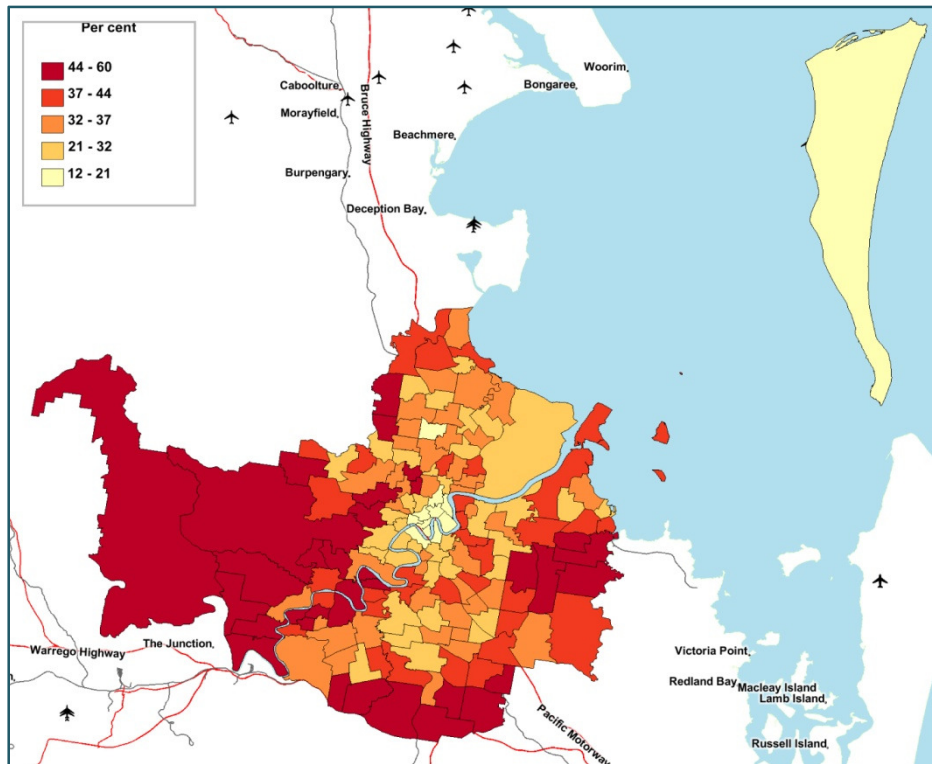 Per cent
44 - 60
37 - 44
32 - 37
21 - 32
12 - 21
Woorim
Bongaree
Caboolture
Morayfield
Bruce Highway
Beachmere
Burpengary
Deception Bay
The Junction
Warrego Highway
Victoria Point
Redland Bay
Macleay Island
Lamb Island
Pacific Motorway
Russell Island